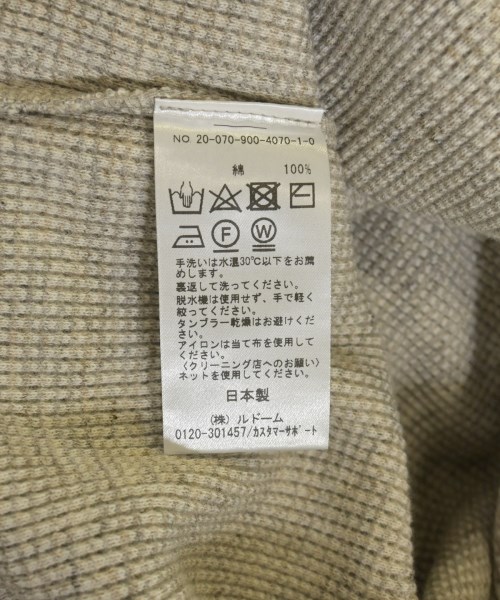 NO 20-070-900-4070-1-0
綿 100%
F W
手洗いは水温30℃以下をお薦
めします。
裏返して洗ってください。
脱水機は使用せず、手で軽く
絞ってください。
タンブラー乾燥はお避けくだ
さい。
アイロンは当て布を使用して
ください。
〈クリーニング店へのお願い〉
ネットを使用してください。
日本製
(株) ルドーム
0120-301457/カスタマーサポート